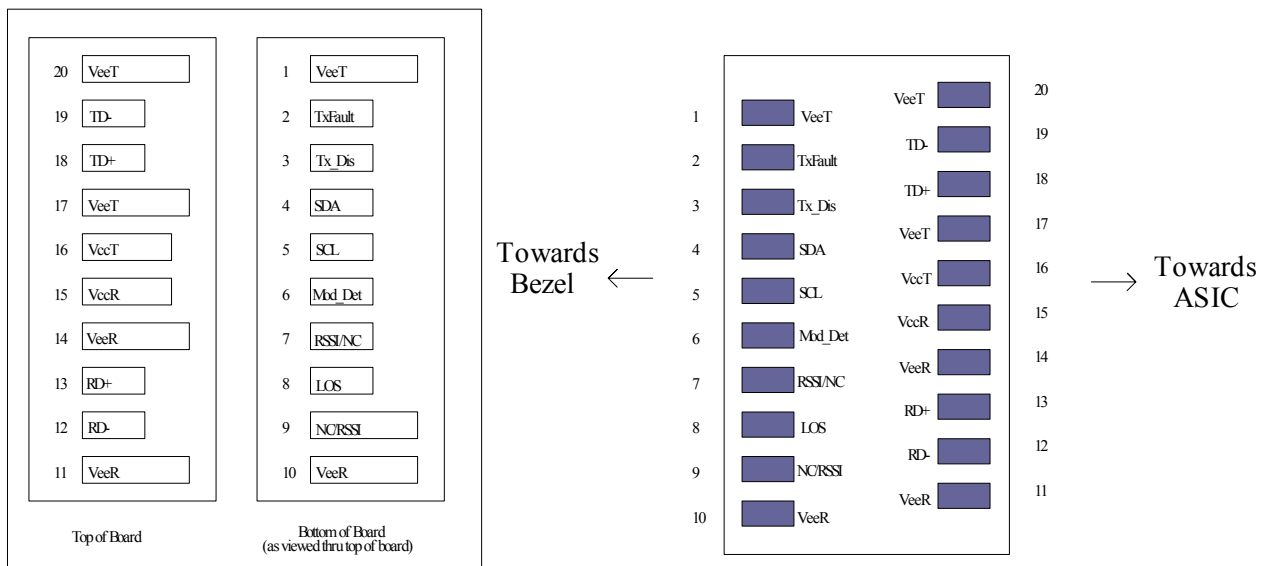 20 VeeT
19 TD-
18 TD+
17 VeeT
16 VccT
15 VccR
14 VeeR
13 RD+
12 RD-
11 VeeR
Top of Board
1 VeeT
2 TxFault
3 Tx_Dis
4 SDA
5 SCL
6 Mod_Det
7 RSSI/NC
8 LOS
9 NC/RSSI
10 VeeR
Bottom of Board
(as viewed thru top of board)
Towards
Bezel
1 VeeT
2 TxFault
3 Tx_Dis
4 SDA
5 SCL
6 Mod_Det
7 RSSI/NC
8 LOS
9 NC/RSSI
10 VeeR
VeeT 20
TD- 19
TD+ 18
VeeT 17
VccT 16
VccR 15
VeeR 14
RD+ 13
RD- 12
VeeR 11
Towards
ASIC